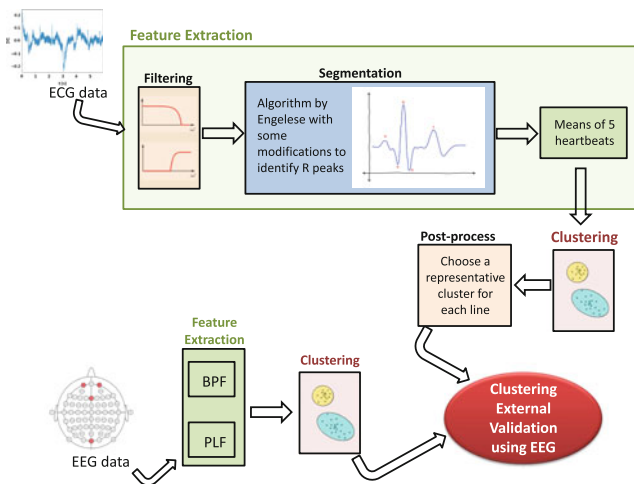 Feature Extraction
ECG data
Filtering
Segmentation
Algorithm by
Engelese with
some
modifications to
identify R peaks
Means of 5
heartbeats
Clustering
Post-process
Choose a
representative
cluster for
each line
Feature
Extraction
BPF
PLF
Clustering
EEG data
Clustering
External
Validation
using EEG